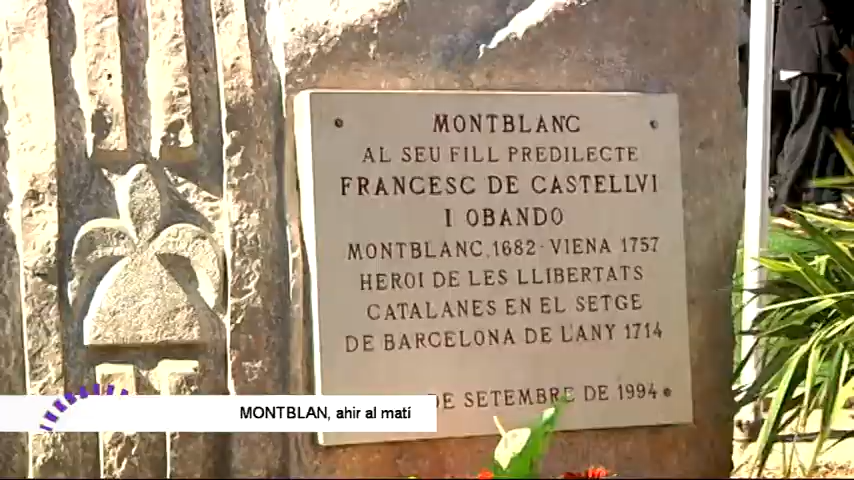 MONTBLANC
AL SEU FILL PREDILECTE
FRANCESC DE CASTELLVI
I OBANDO
MONTBLANC, 1682 - VIENA 1757
HEROI DE LES LLIBERTATS
CATALANES EN EL SETGE
DE BARCELONA DE L'ANY 1714
DE SETEMBRE DE 1994
MONTBLAN, ahir al matí